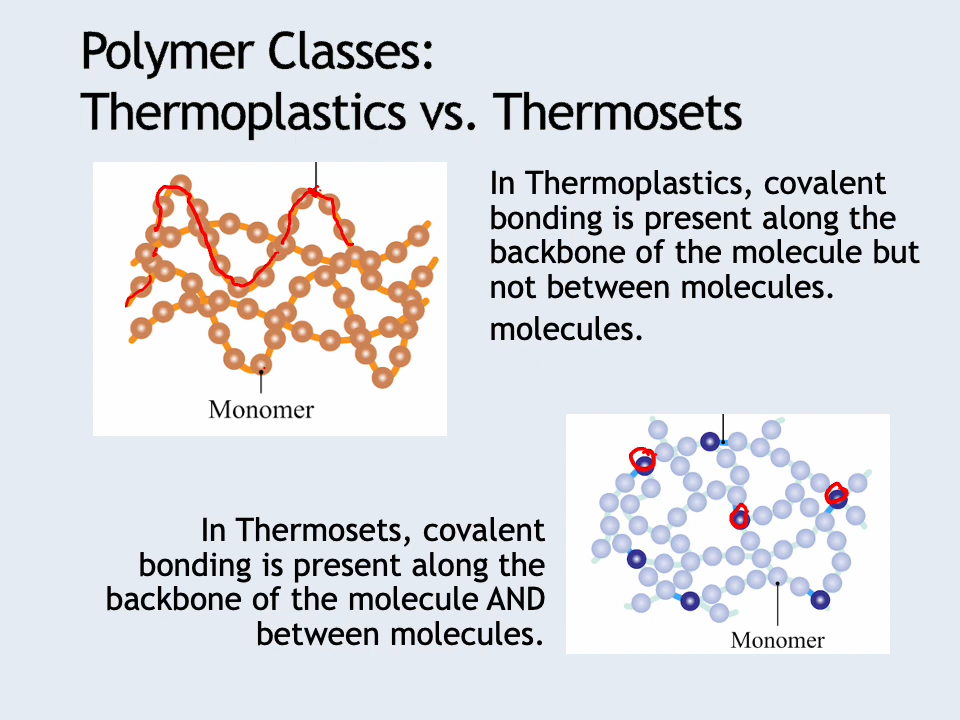 Polymer Classes:
Thermoplastics vs. Thermosets
In Thermoplastics, covalent
bonding is present along the
backbone of the molecule but
not between molecules.
molecules.
Monomer
In Thermosets, covalent
bonding is present along the
backbone of the molecule AND
between molecules.
Monomer